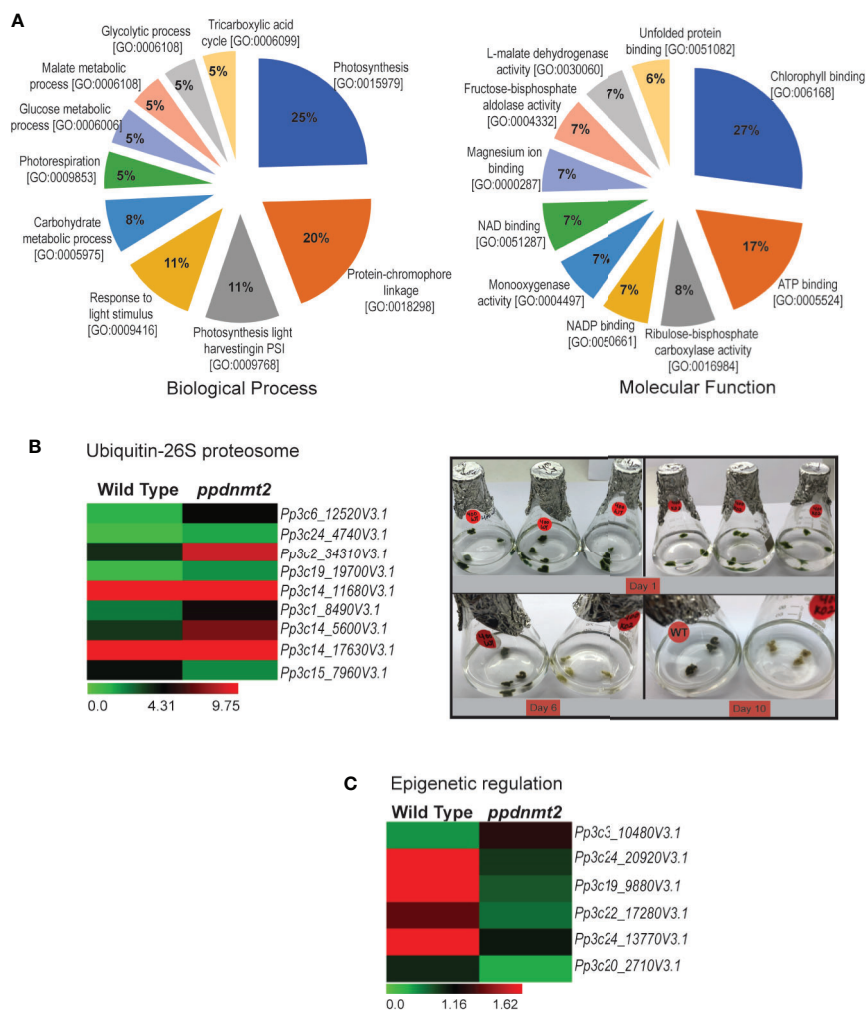 A
Glycolytic process
[GO:0006108]
Tricarboxylic acid
cycle [GO:0006099]
Malate metabolic
process [GO:0006108]
Glucose metabolic
process [GO:0006006]
Photorespiration
[GO:0009853]
Carbohydrate
metabolic process
[GO:0005975]
Response to
light stimulus
[GO:0009416]
Photosynthesis light
harvestingin PSI
[GO:0009768]
Protein-chromophore
linkage
[GO:0018298]
Photosynthesis
[GO:0015979]
5%
5%
5%
5%
5%
8%
11%
11%
20%
25%
Biological Process
Unfolded protein
binding [GO:0051082]
L-malate dehydrogenase
activity [GO:0030060]
Fructose-bisphosphate
aldolase activity
[GO:0004332]
Magnesium ion
binding
[GO:0000287]
NAD binding
[GO:0051287]
Monooxygenase
activity [GO:0004497]
NADP binding
[GO:0050661]
Ribulose-bisphosphate
carboxylase activity
[GO:0016984]
ATP binding
[GO:0005524]
Chlorophyll binding
[GO:006168]
6%
7%
7%
7%
7%
7%
7%
8%
17%
27%
Molecular Function
B
Ubiquitin-26S proteosome
Wild Type ppdnmt2
Pp3c6_12520V3.1
Pp3c24_4740V3.1
Pp3c2_34310V3.1
Pp3c19_19700V3.1
Pp3c14_11680V3.1
Pp3c1_8490V3.1
Pp3c14_5600V3.1
Pp3c14_17630V3.1
Pp3c15_7960V3.1
0.0 4.31 9.75
Day 1
WT
KO2
Day 6
Day 10
C
Epigenetic regulation
Wild Type ppdnmt2
Pp3c3_10480V3.1
Pp3c24_20920V3.1
Pp3c19_9880V3.1
Pp3c22_17280V3.1
Pp3c24_13770V3.1
Pp3c20_2710V3.1
0.0 1.16 1.62